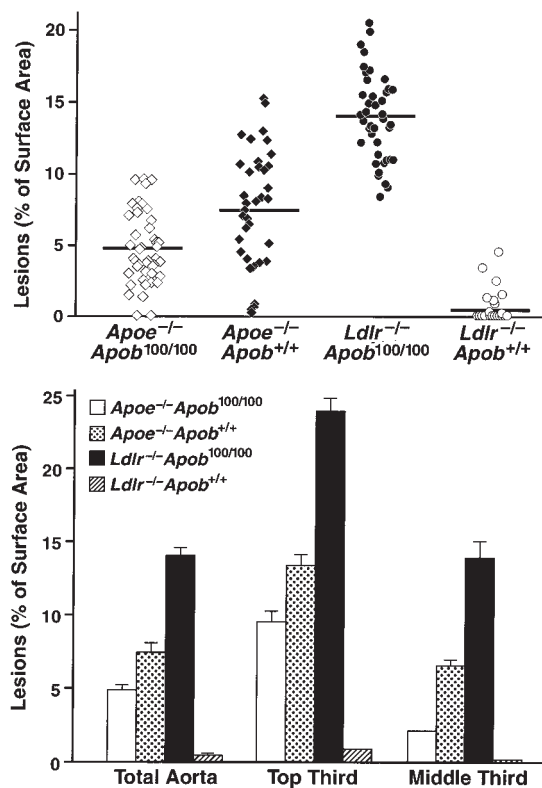 Lesions (% of Surface Area)
20
15
10
5
0
Apoe⁻/⁻ Apoe⁻/⁻ Ldlr⁻/⁻ Ldlr⁻/⁻
Apob¹⁰⁰/¹⁰⁰ Apob⁺/⁺ Apob¹⁰⁰/¹⁰⁰ Apob⁺/⁺
Lesions (% of Surface Area)
25
20
15
10
5
0
Apoe⁻/⁻Apob¹⁰⁰/¹⁰⁰
Apoe⁻/⁻Apob⁺/⁺
Ldlr⁻/⁻Apob¹⁰⁰/¹⁰⁰
Ldlr⁻/⁻Apob⁺/⁺
Total Aorta Top Third Middle Third